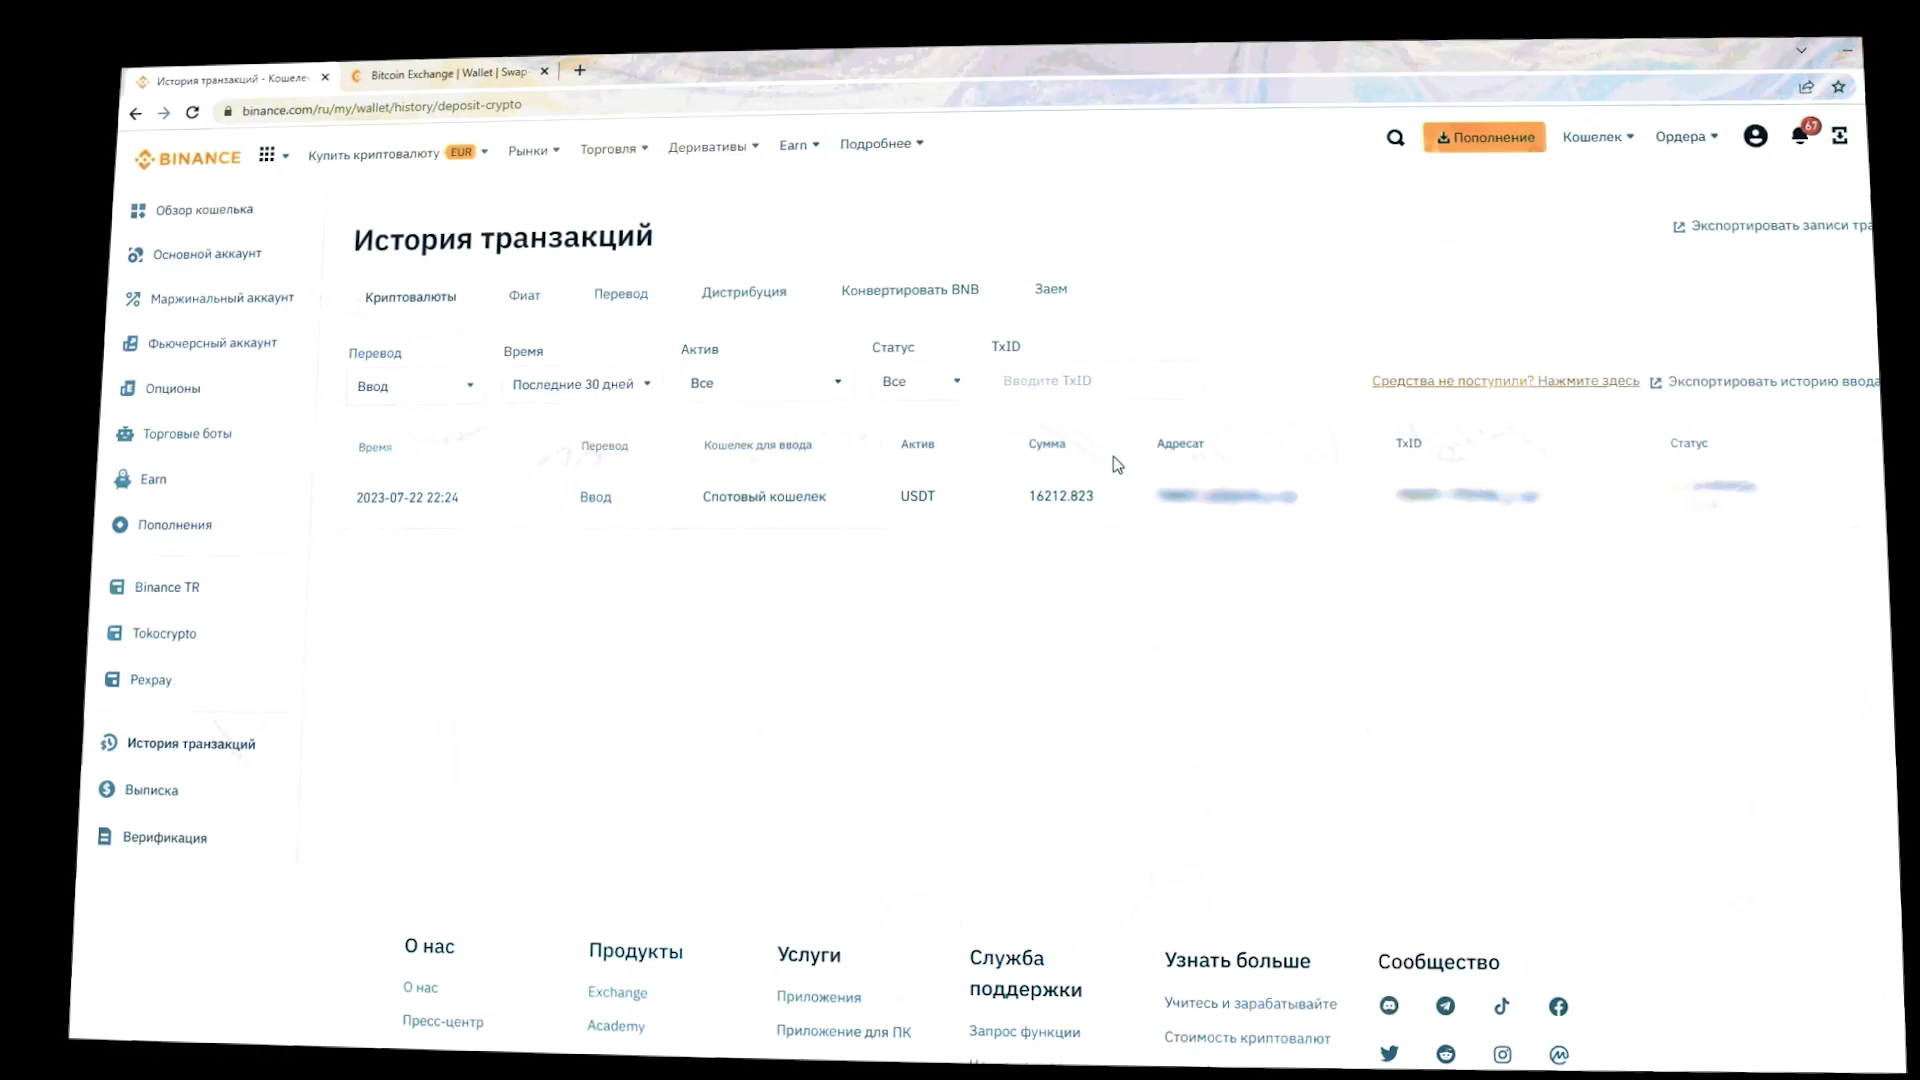 История транзакций - Кошеле
Bitcoin Exchange | Wallet | Swap
binance.com/ru/my/wallet/history/deposit-crypto
BINANCE
Купить криптовалюту EUR
Рынки
Торговля
Деривативы
Earn
Подробнее
Пополнение
Кошелек
Ордера
67
Обзор кошелька
Основной аккаунт
Маржинальный аккаунт
Фьючерсный аккаунт
Опционы
Торговые боты
Earn
Пополнения
Binance TR
Tokocrypto
Pexpay
История транзакций
Выписка
Верификация
История транзакций
Экспортировать записи тра
Криптовалюты
Фиат
Перевод
Дистрибуция
Конвертировать BNB
Заем
Перевод
Время
Актив
Статус
TxID
Ввод
Последние 30 дней
Все
Все
Введите TxID
Средства не поступили? Нажмите здесь
Экспортировать историю ввода
Время
Перевод
Кошелек для ввода
Актив
Сумма
Адресат
TxID
Статус
2023-07-22 22:24
Ввод
Спотовый кошелек
USDT
16212.823
О нас
О нас
Пресс-центр
Продукты
Exchange
Academy
Услуги
Приложения
Приложение для ПК
Служба
поддержки
Запрос функции
Узнать больше
Учитесь и зарабатывайте
Стоимость криптовалют
Сообщество